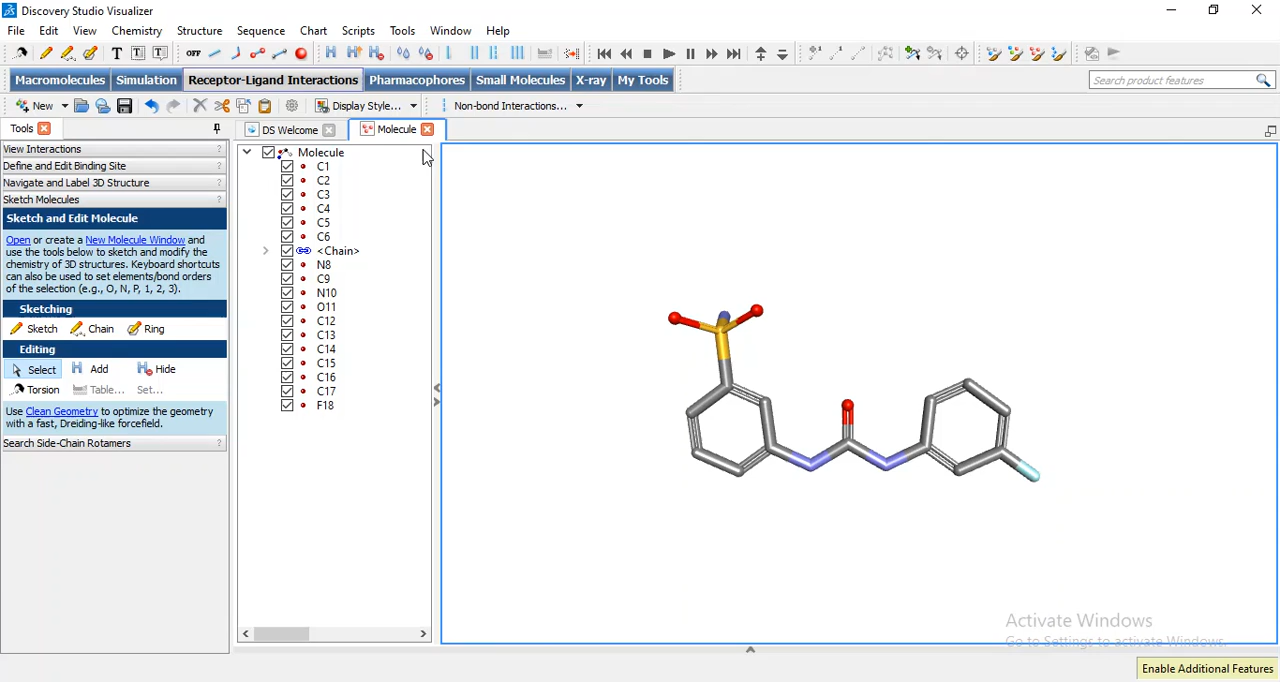 Discovery Studio Visualizer
File Edit View Chemistry Structure Sequence Chart Scripts Tools Window Help
OFF
Macromolecules Simulation Receptor-Ligand Interactions Pharmacophores Small Molecules X-ray My Tools Search product features
New Display Style... Non-bond Interactions...
Tools DS Welcome Molecule
View Interactions ?
Define and Edit Binding Site ?
Navigate and Label 3D Structure ?
Sketch Molecules ?
Sketch and Edit Molecule
Open or create a New Molecule Window and
use the tools below to sketch and modify the
chemistry of 3D structures. Keyboard shortcuts
can also be used to set elements/bond orders
of the selection (e.g., O, N, P, 1, 2, 3).
Sketching
Sketch Chain Ring
Editing
Select Add Hide
Torsion Table... Set...
Use Clean Geometry to optimize the geometry
with a fast, Dreiding-like forcefield.
Search Side-Chain Rotamers ?
Molecule
C1
C2
C3
C4
C5
C6
<Chain>
N8
C9
N10
O11
C12
C13
C14
C15
C16
C17
F18
Activate Windows
Go to Settings to activate Windows.
Enable Additional Features